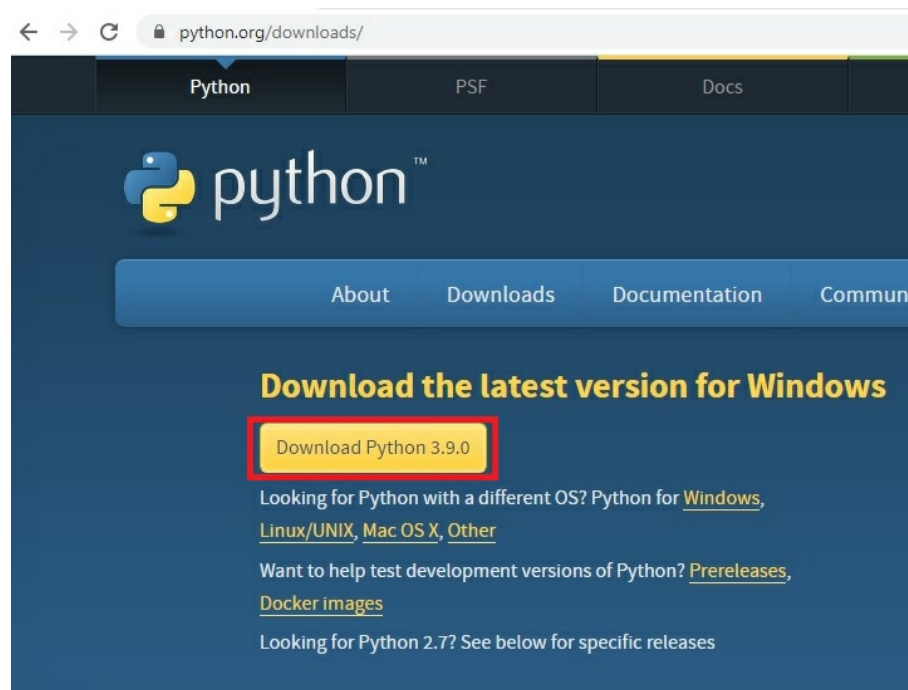 python.org/downloads/
Python PSF Docs
python™
About Downloads Documentation Commun
Download the latest version for Windows
Download Python 3.9.0
Looking for Python with a different OS? Python for Windows,
Linux/UNIX, Mac OS X, Other
Want to help test development versions of Python? Prereleases,
Docker images
Looking for Python 2.7? See below for specific releases